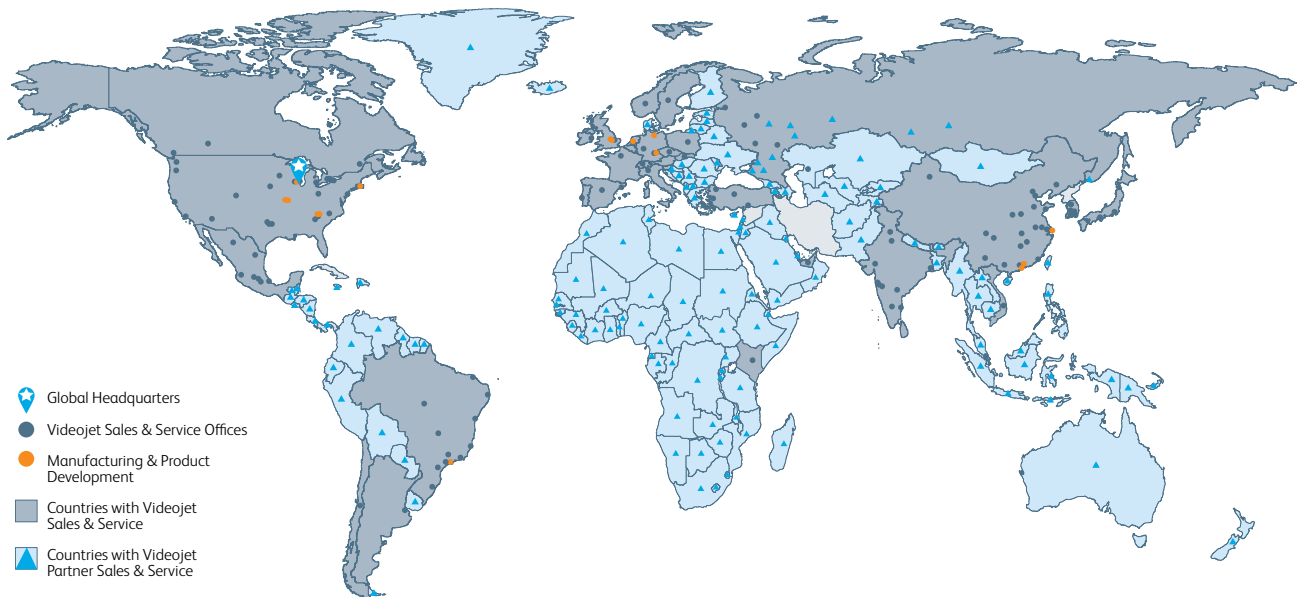 Global Headquarters
Videojet Sales & Service Offices
Manufacturing & Product
Development
Countries with Videojet
Sales & Service
Countries with Videojet
Partner Sales & Service